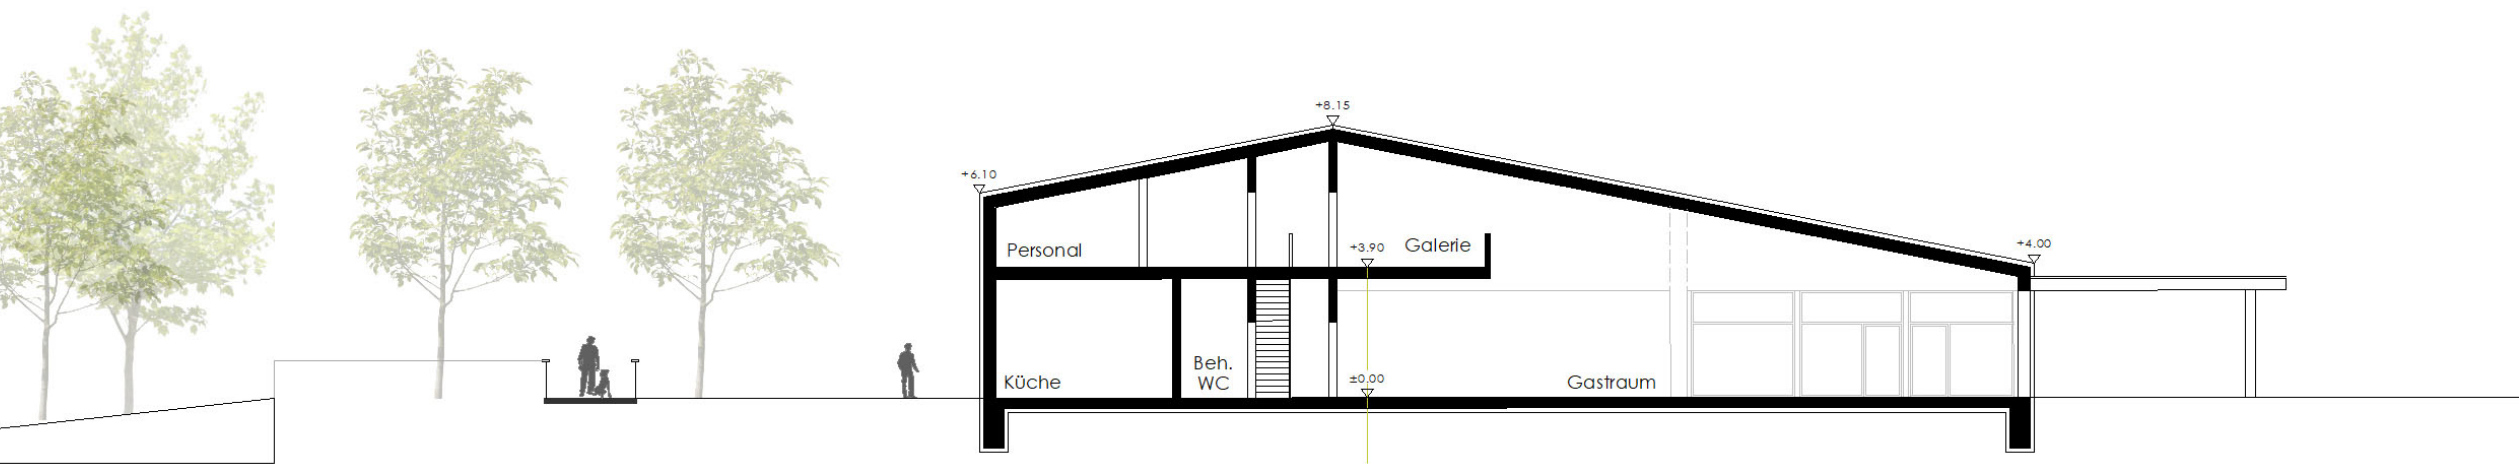 +8.15
+6.10
+4.00
Personal
+3.90
Galerie
Küche
Beh.
WC
±0.00
Gastraum